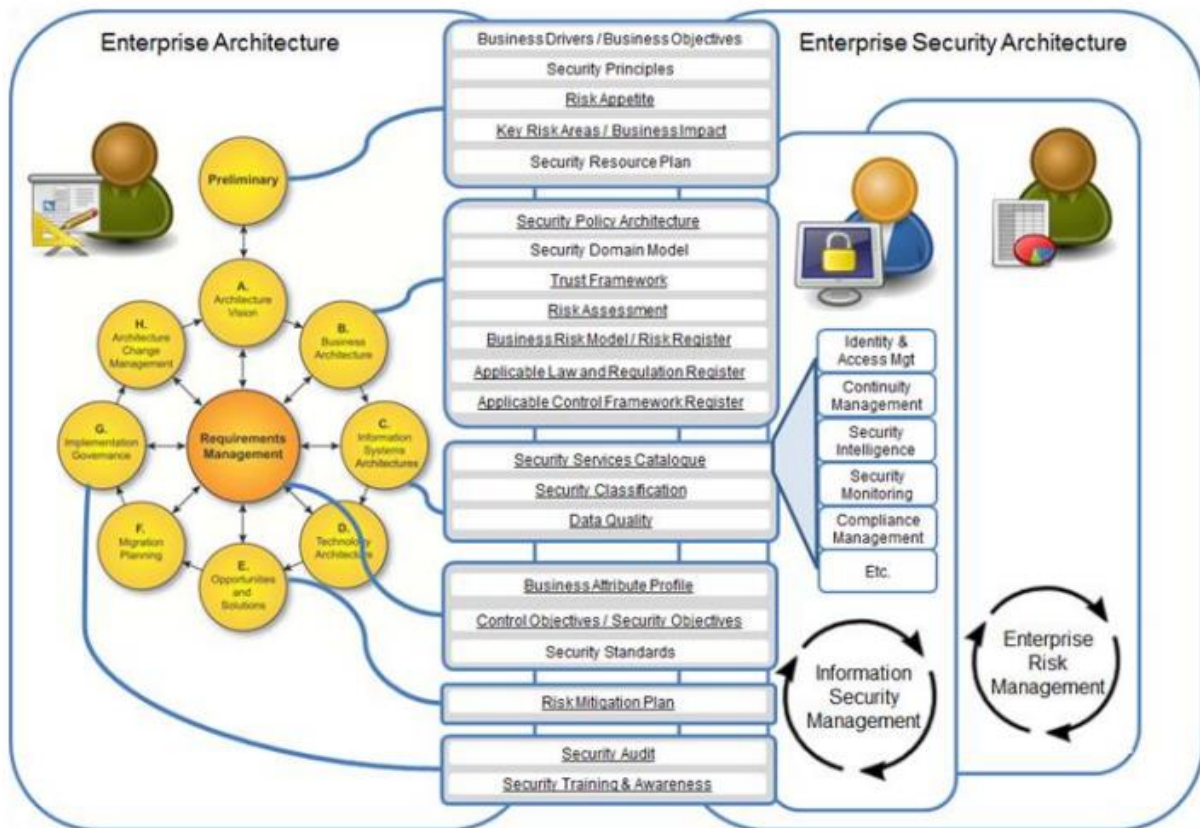 Enterprise Architecture
Preliminary
A.
Architecture
Vision
B.
Business
Architecture
C.
Information
Systems
Architectures
D.
Technology
Architecture
E.
Opportunities
and
Solutions
F.
Migration
Planning
G.
Implementation
Governance
H.
Architecture
Change
Management
Requirements
Management
Business Drivers / Business Objectives
Security Principles
Risk Appetite
Key Risk Areas / Business Impact
Security Resource Plan
Security Policy Architecture
Security Domain Model
Trust Framework
Risk Assessment
Business Risk Model / Risk Register
Applicable Law and Regulation Register
Applicable Control Framework Register
Security Services Catalogue
Security Classification
Data Quality
Business Attribute Profile
Control Objectives / Security Objectives
Security Standards
Risk Mitigation Plan
Security Audit
Security Training & Awareness
Enterprise Security Architecture
Identity &
Access Mgt
Continuity
Management
Security
Intelligence
Security
Monitoring
Compliance
Management
Etc.
Information
Security
Management
Enterprise
Risk
Management